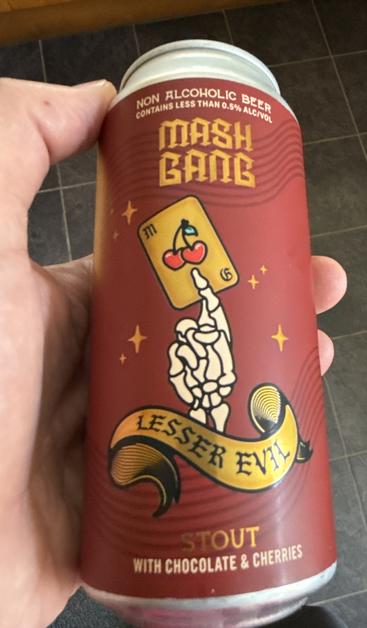 NON ALCOHOLIC BEER
CONTAINS LESS THAN 0.5% ALC/VOL
MASH
GANG
M
G
LESSER EVIL
STOUT
WITH CHOCOLATE & CHERRIES